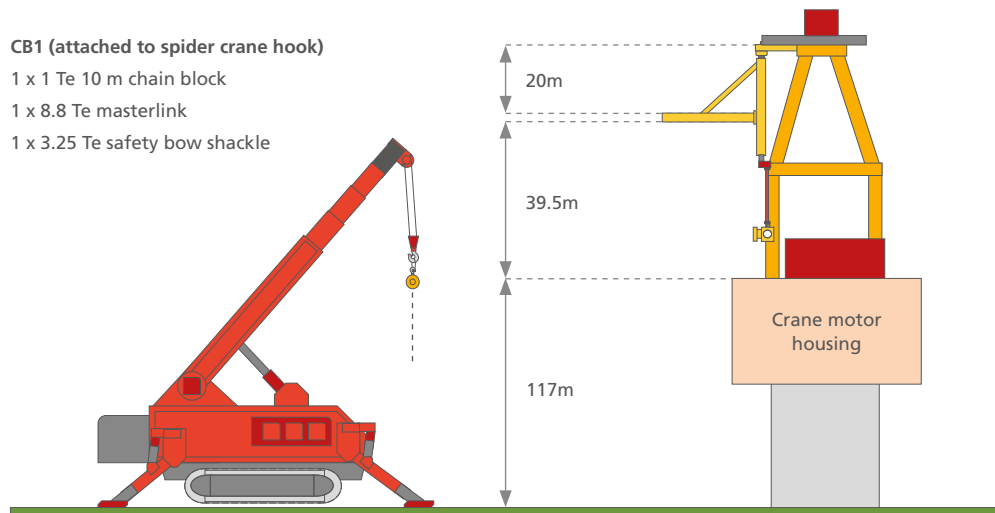 CB1 (attached to spider crane hook)
1 x 1 Te 10 m chain block
1 x 8.8 Te masterlink
1 x 3.25 Te safety bow shackle
20m
39.5m
117m
Crane motor
housing